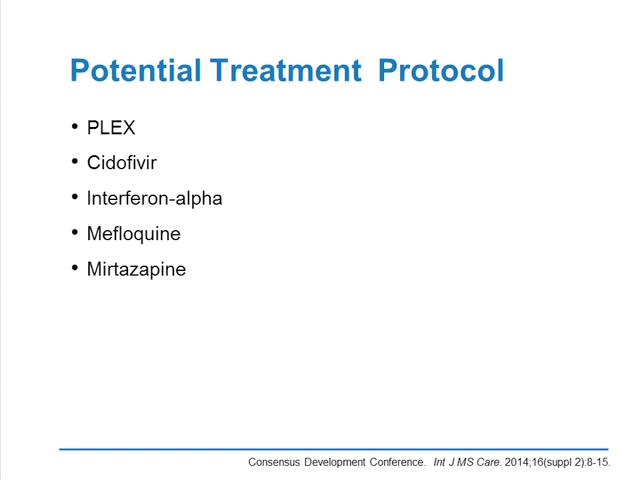 Potential Treatment Protocol
• PLEX
• Cidofivir
• Interferon-alpha
• Mefloquine
• Mirtazapine
Consensus Development Conference. Int J MS Care. 2014;16(suppl 2):8-15.